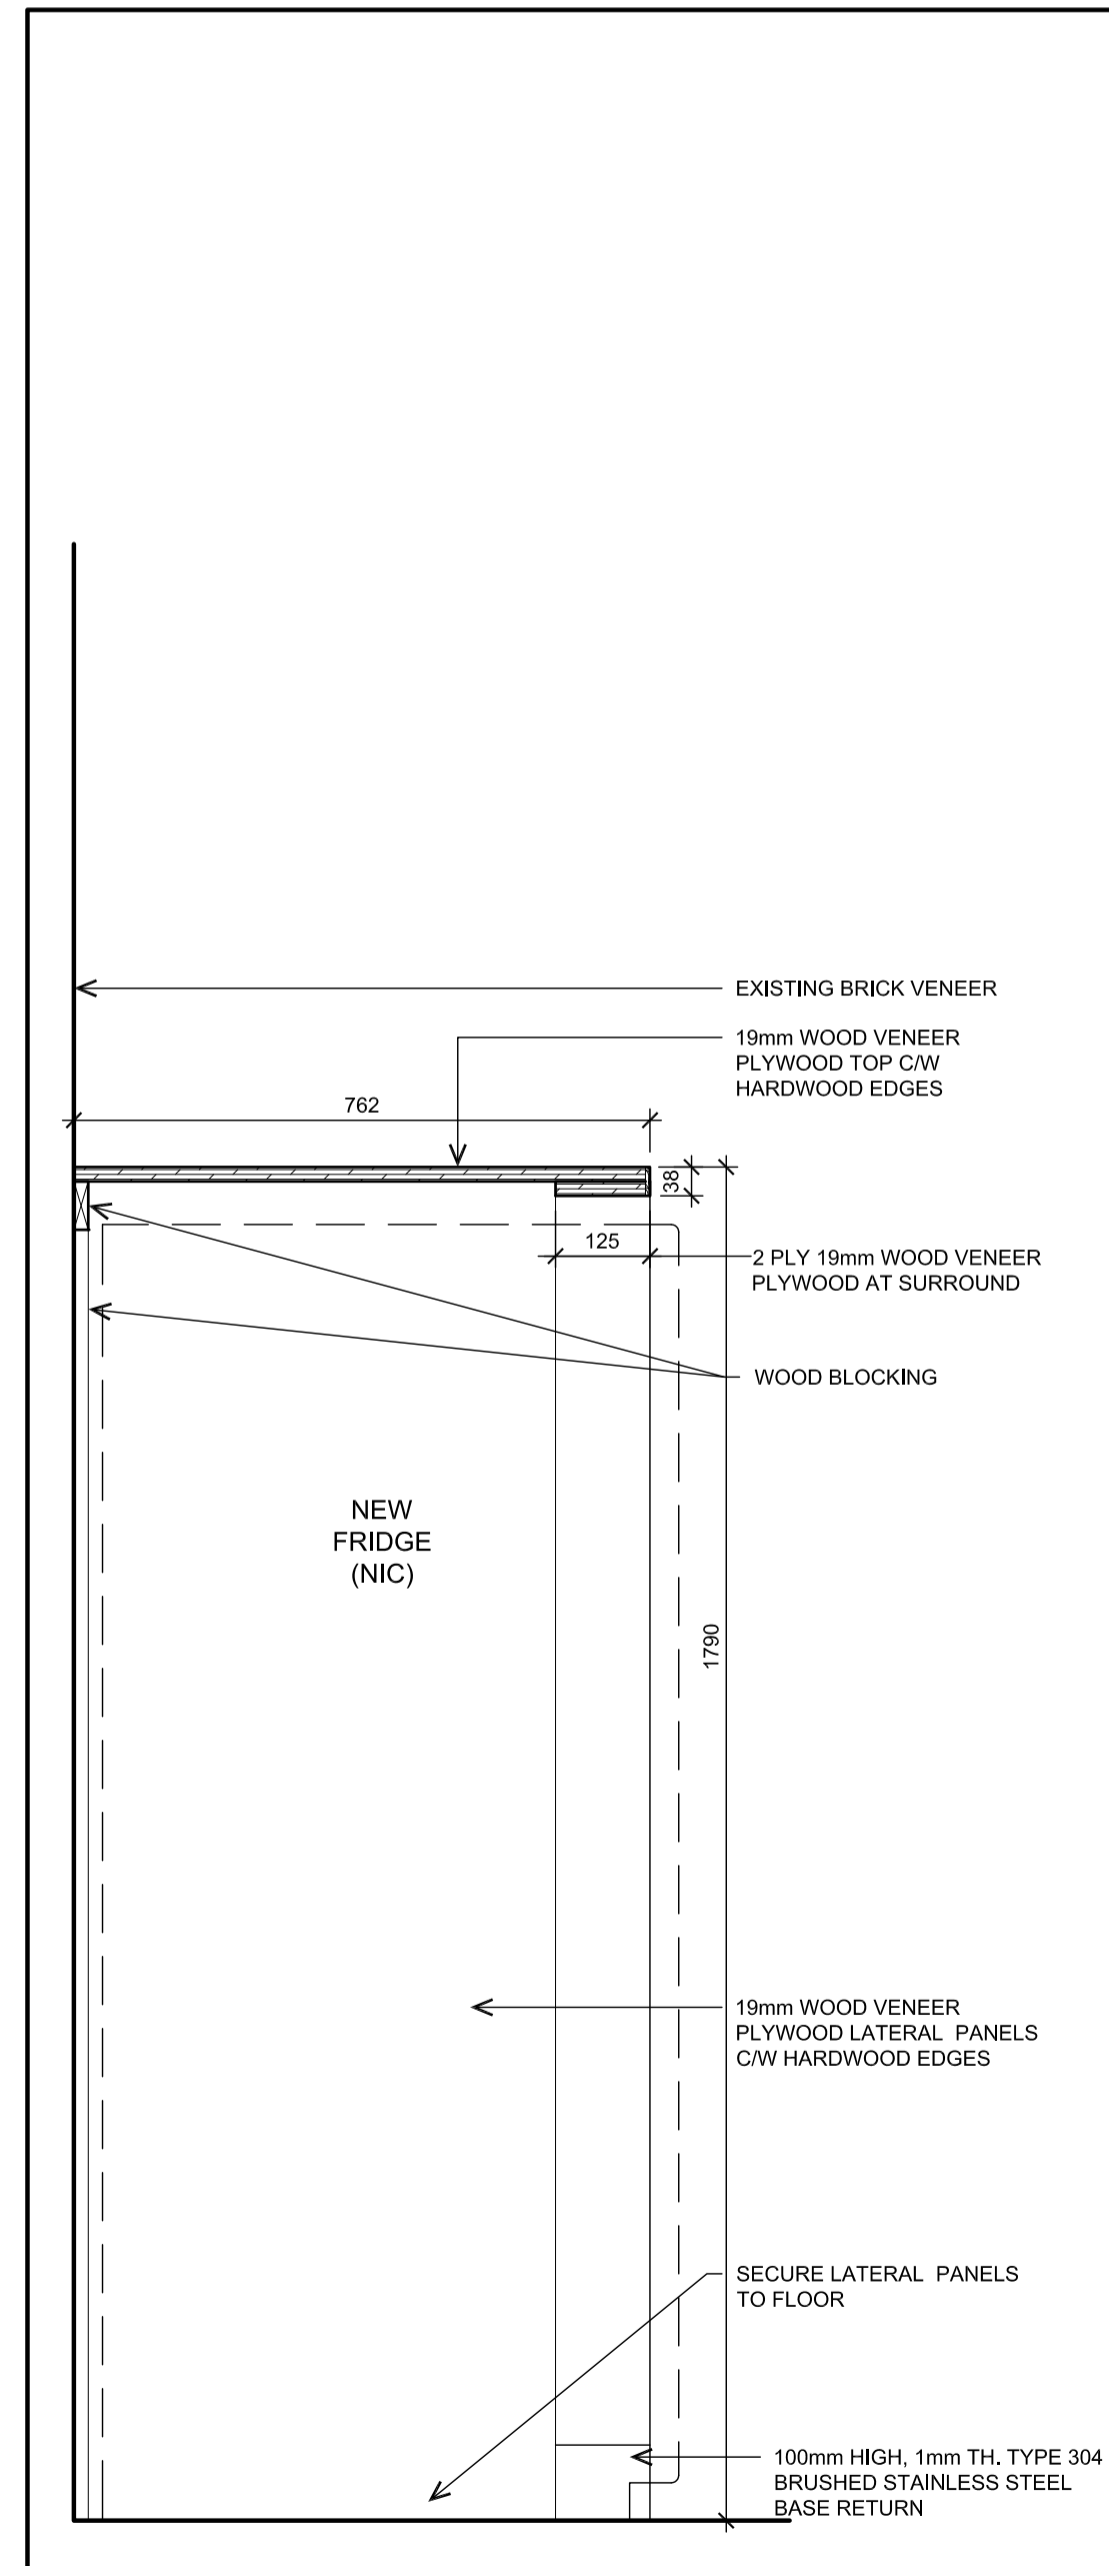 EXISTING BRICK VENEER
19mm WOOD VENEER
PLYWOOD TOP C/W
HARDWOOD EDGES
762
38
125
2 PLY 19mm WOOD VENEER
PLYWOOD AT SURROUND
WOOD BLOCKING
NEW
FRIDGE
(NIC)
1790
19mm WOOD VENEER
PLYWOOD LATERAL PANELS
C/W HARDWOOD EDGES
SECURE LATERAL PANELS
TO FLOOR
100mm HIGH, 1mm TH. TYPE 304
BRUSHED STAINLESS STEEL
BASE RETURN